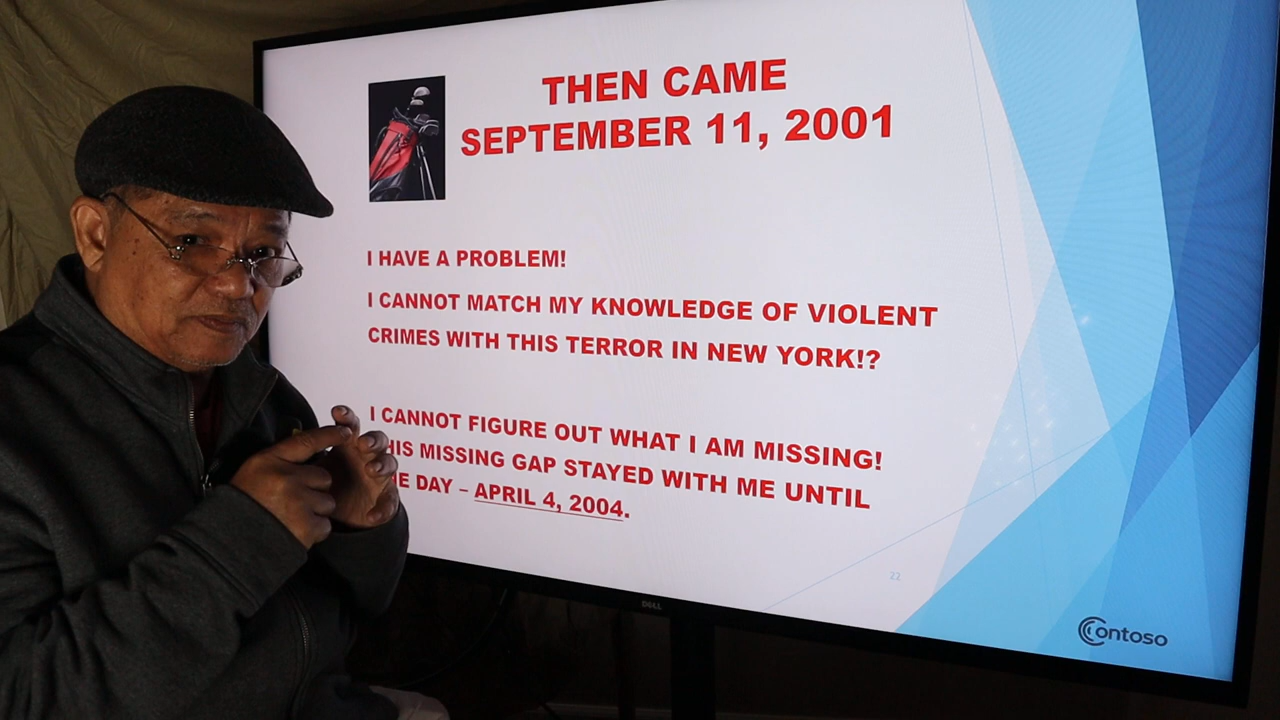 THEN CAME
SEPTEMBER 11, 2001
I HAVE A PROBLEM!
I CANNOT MATCH MY KNOWLEDGE OF VIOLENT
CRIMES WITH THIS TERROR IN NEW YORK!?
I CANNOT FIGURE OUT WHAT I AM MISSING!
HIS MISSING GAP STAYED WITH ME UNTIL
E DAY – APRIL 4, 2004.
22
DELL
Contoso